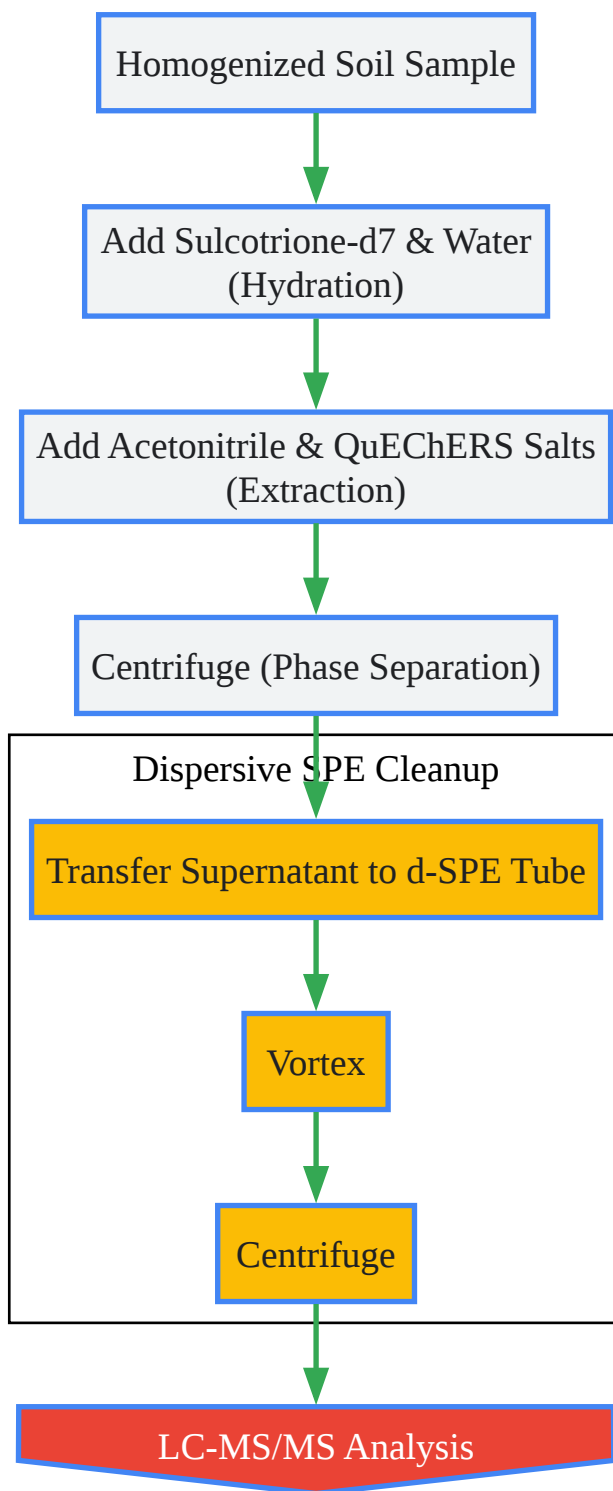 Homogenized Soil Sample
Add Sulcotrione-d7 & Water
(Hydration)
Add Acetonitrile & QuEChERS Salts
(Extraction)
Centrifuge (Phase Separation)
Dispersive SPE Cleanup
Transfer Supernatant to d-SPE Tube
Vortex
Centrifuge
LC-MS/MS Analysis